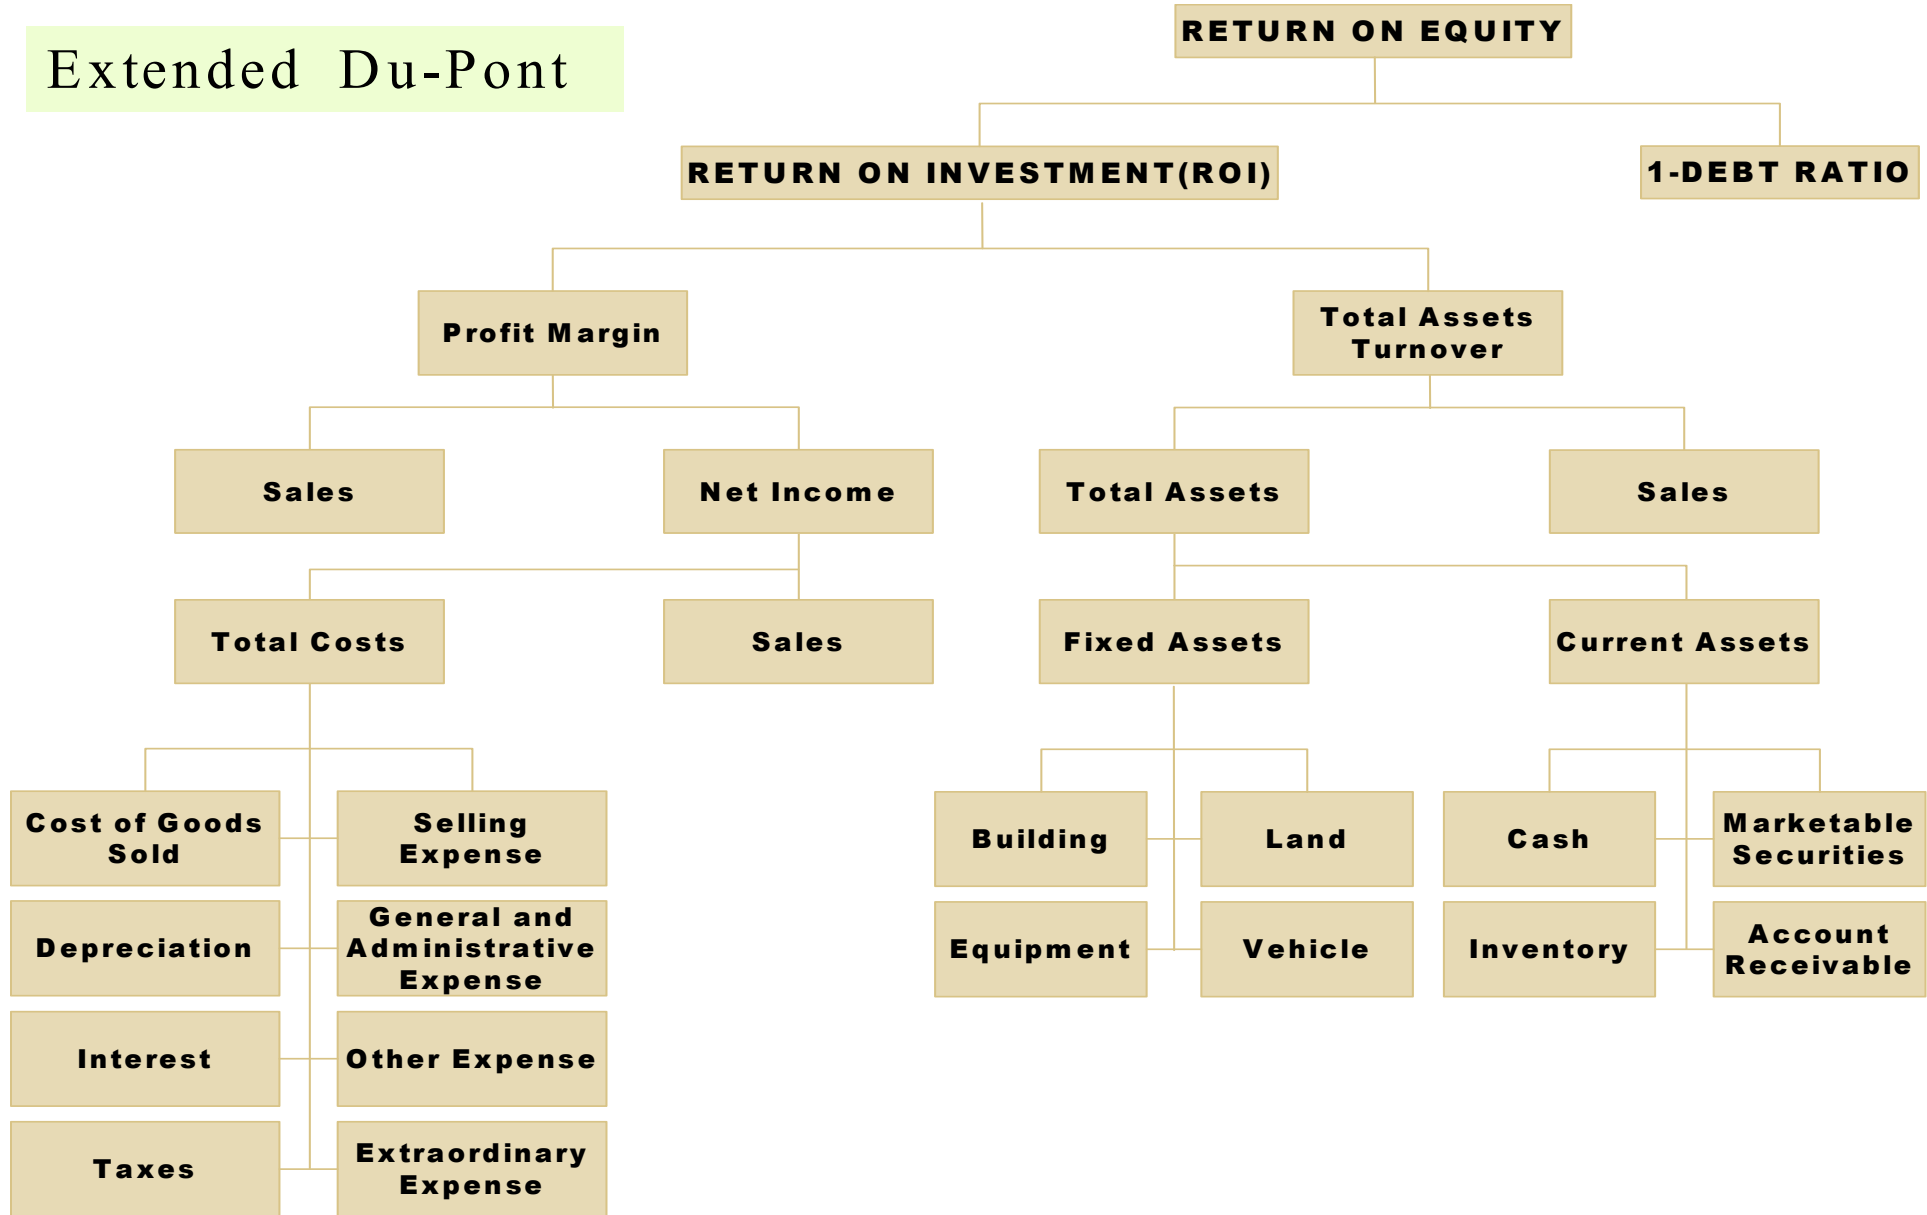 RETURN ON EQUITY
Extended Du-Pont
RETURN ON INVESTMENT(ROI)
1-DEBT RATIO
Profit Margin
Total Assets
Turnover
Sales
Net Income
Total Assets
Sales
Total Costs
Sales
Fixed Assets
Current Assets
Cost of Goods
Sold
Selling
Expense
Building
Land
Cash
Marketable
Securities
Depreciation
General and
Administrative
Expense
Equipment
Vehicle
Inventory
Account
Receivable
Interest
Other Expense
Taxes
Extraordinary
Expense